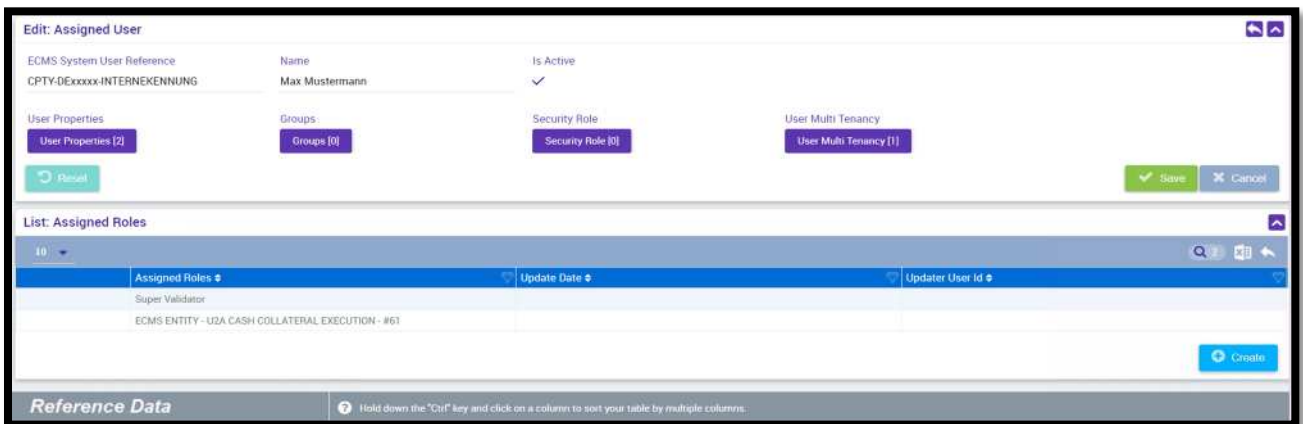 Edit: Assigned User
ECMS System User Reference Name Is Active
CPTY-DExxxxx-INTERNEKENNUNG Max Mustermann
User Properties Groups Security Role User Multi Tenancy
User Properties [2] Groups [0] Security Role [0] User Multi Tenancy [1]
Reset Save Cancel
List: Assigned Roles
10 2
Assigned Roles Update Date Updater User Id
Super Validator
ECMS ENTITY - U2A CASH COLLATERAL EXECUTION - #61
Create
Reference Data Hold down the "Ctrl" key and click on a column to sort your table by multiple columns.